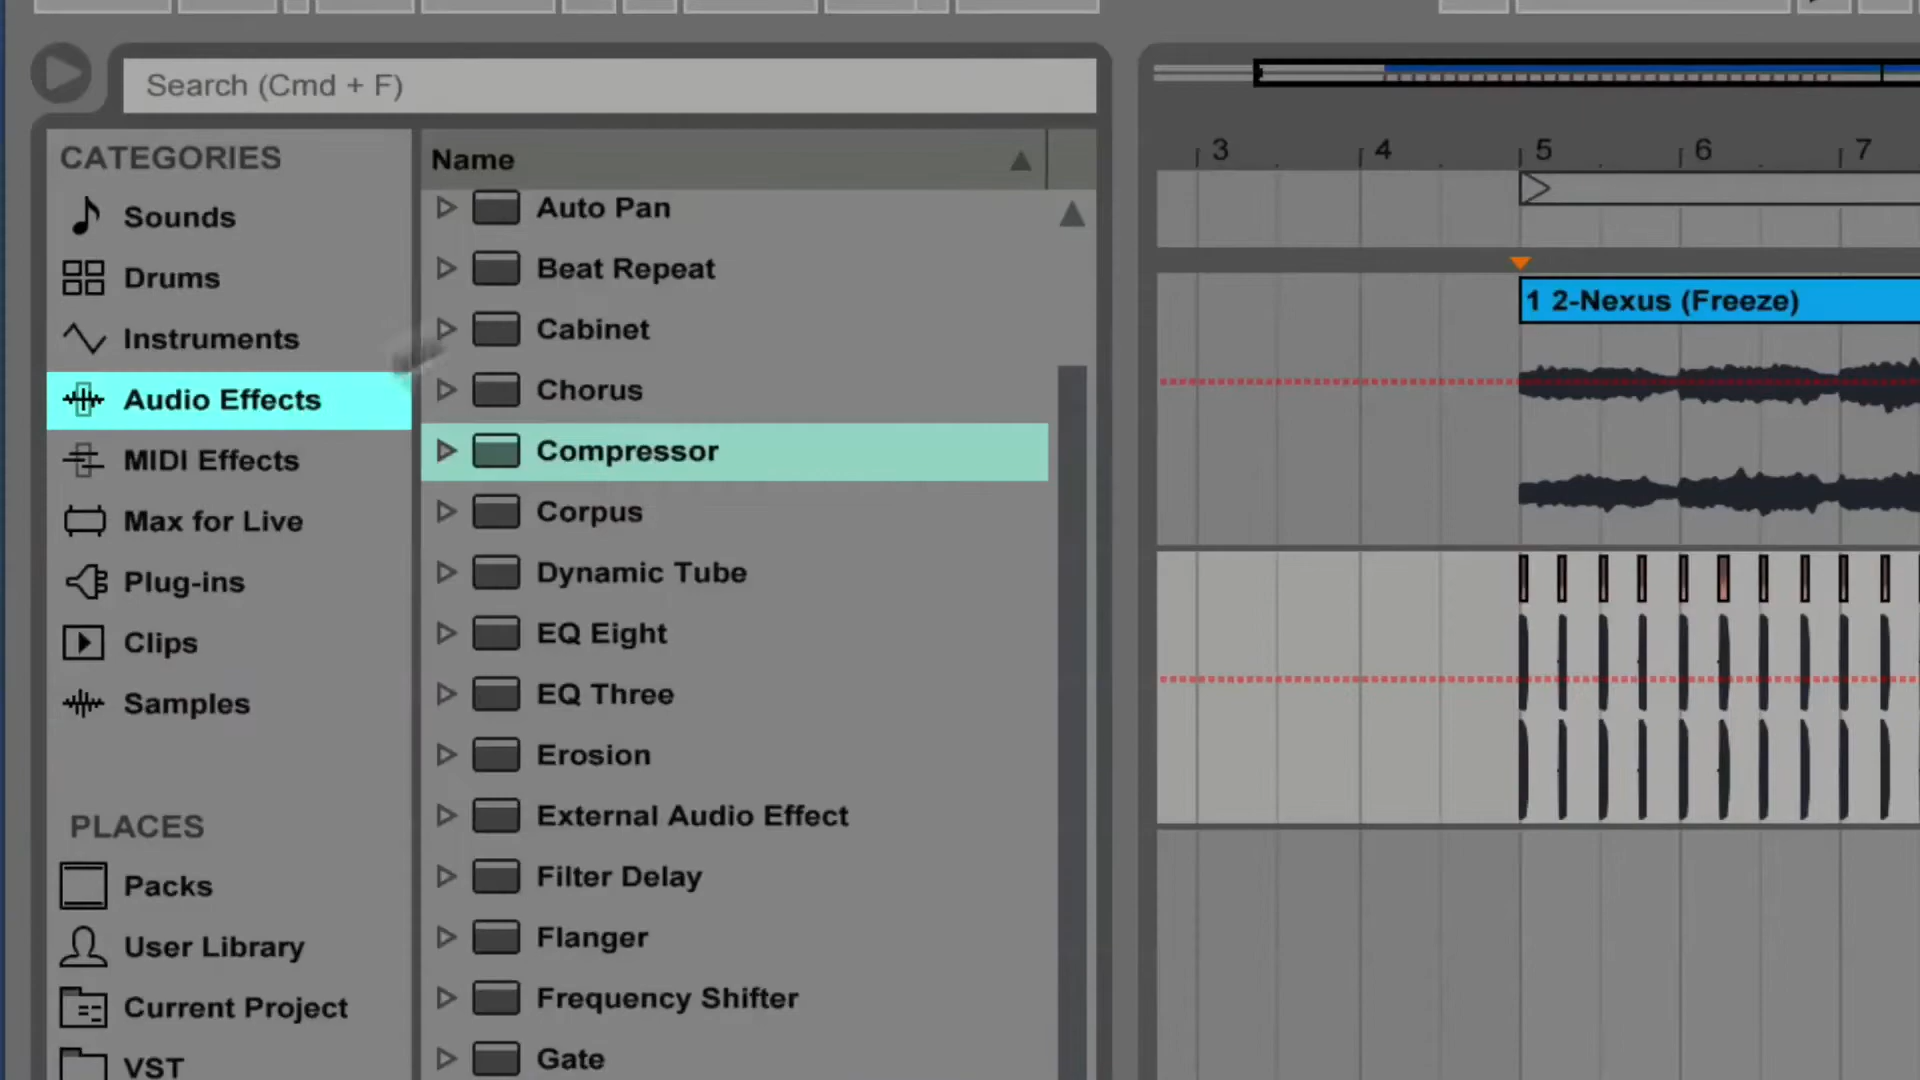 Search (Cmd + F)
CATEGORIES
Sounds
Drums
Instruments
Audio Effects
MIDI Effects
Max for Live
Plug-ins
Clips
Samples
PLACES
Packs
User Library
Current Project
VST
Name
Auto Pan
Beat Repeat
Cabinet
Chorus
Compressor
Corpus
Dynamic Tube
EQ Eight
EQ Three
Erosion
External Audio Effect
Filter Delay
Flanger
Frequency Shifter
Gate
3 4 5 6 7
1 2-Nexus (Freeze)